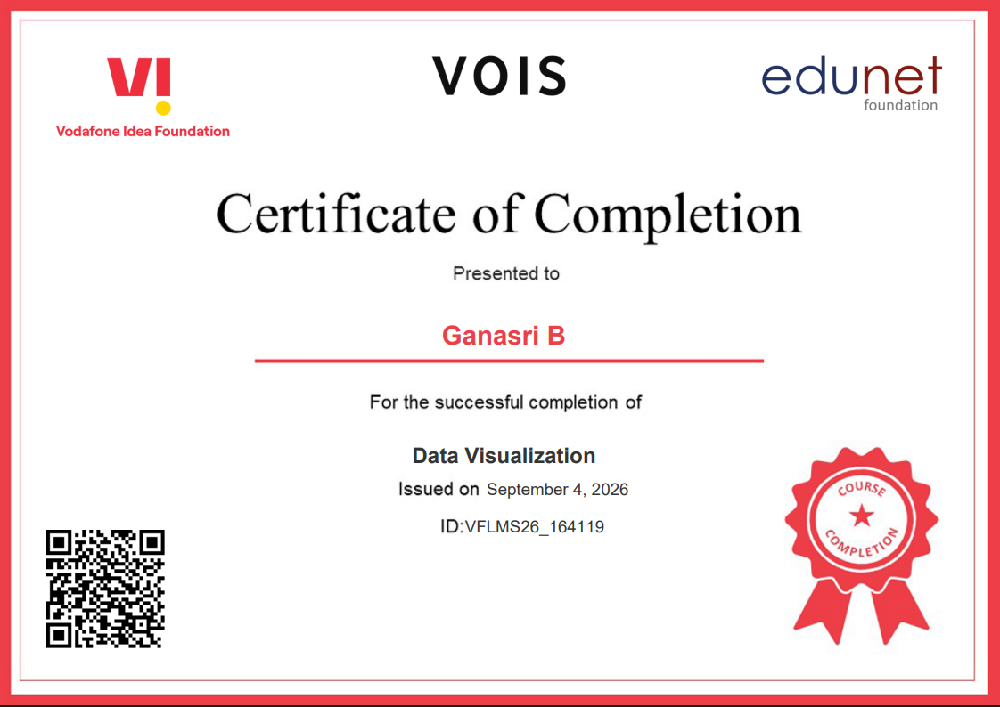 VI
Vodafone Idea Foundation
VOIS
edunet
foundation
Certificate of Completion
Presented to
Ganasri B
For the successful completion of
Data Visualization
Issued on September 4, 2026
ID:VFLMS26_164119
COURSE
COMPLETION